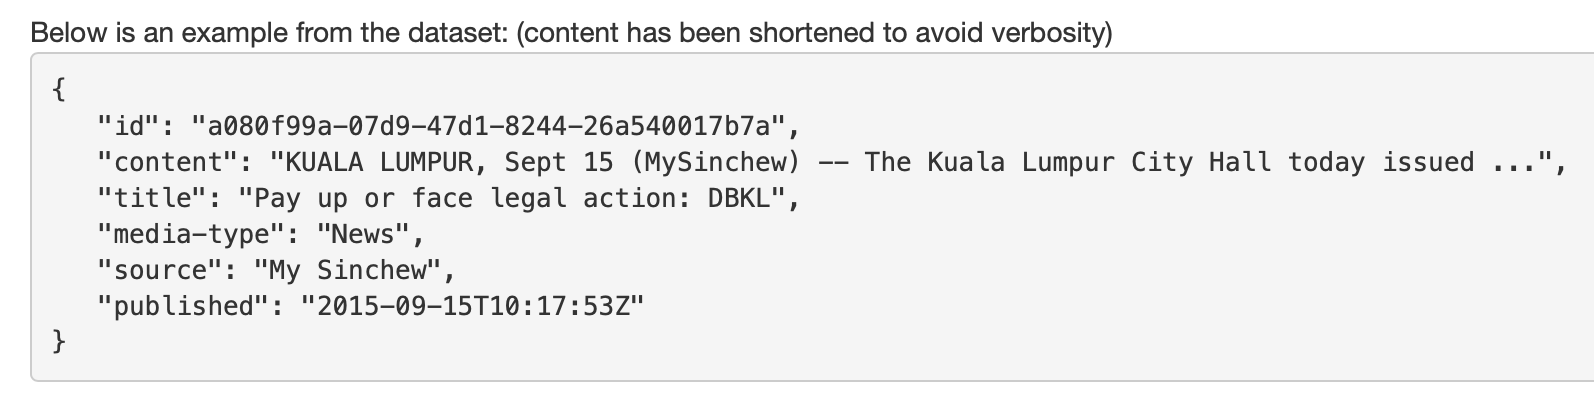 Below is an example from the dataset: (content has been shortened to avoid verbosity)
{
   "id": "a080f99a-07d9-47d1-8244-26a540017b7a",
   "content": "KUALA LUMPUR, Sept 15 (MySinchew) -- The Kuala Lumpur City Hall today issued ...",
   "title": "Pay up or face legal action: DBKL",
   "media-type": "News",
   "source": "My Sinchew",
   "published": "2015-09-15T10:17:53Z"
}